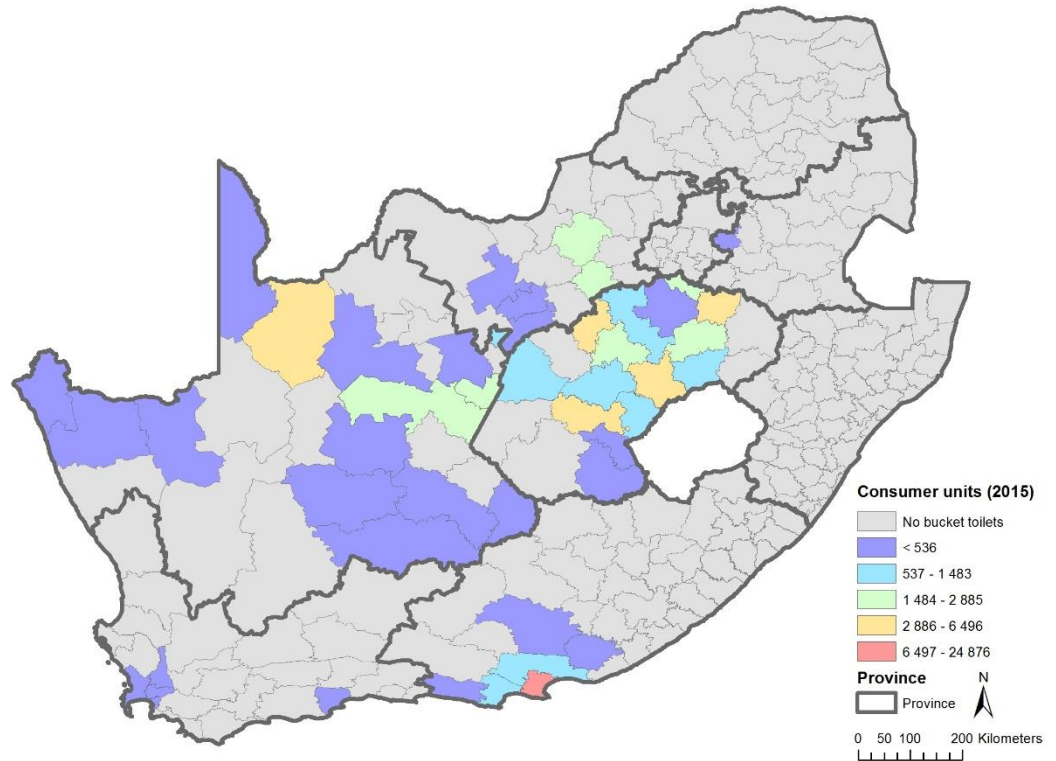 Consumer units (2015)
No bucket toilets
< 536
537 - 1 483
1 484 - 2 885
2 886 - 6 496
6 497 - 24 876
Province
Province
N
0 50 100 200 Kilometers